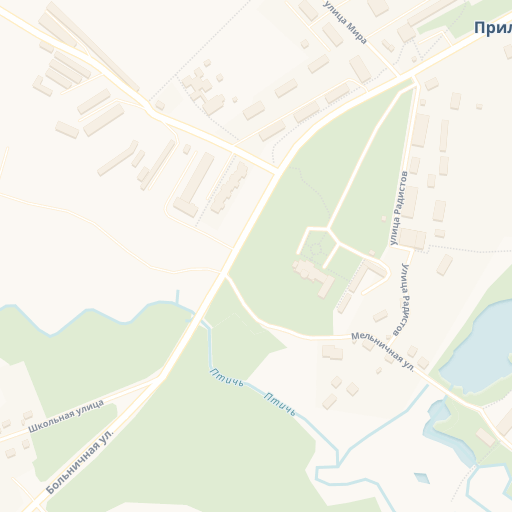 улица Мира
Прил
улица Радистов
улица Радистов
Мельничная ул.
Птичь
Птичь
Школьная улица
Больничная ул.